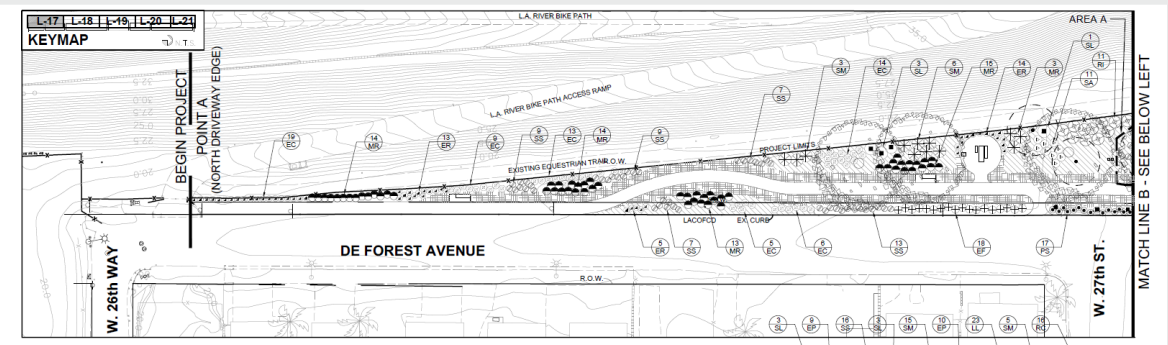 L-17 L-18 L-19 L-20 L-21
KEYMAP
N.T.S.
L.A. RIVER BIKE PATH
AREA A
1 SL
11 RI
3 SM
14 EC
3 SL
6 SM
15 MR
14 ER
3 MR
11 SA
7 SS
L.A. RIVER BIKE PATH ACCESS RAMP
BEGIN PROJECT
POINT A
(NORTH DRIVEWAY EDGE)
19 EC
14 MR
13 ER
9 EC
9 SS
13 EC
14 MR
9 SS
EXISTING EQUESTRIAN TRAIL
R.O.W.
PROJECT LIMITS
LACOFCD
EX. CURB
5 ER
7 SS
13 MR
5 EC
6 EC
13 SS
18 EF
17 PS
DE FOREST AVENUE
R.O.W.
W. 26th WAY
W. 27th ST.
MATCH LINE B - SEE BELOW LEFT
3 SL
9 EP
16 SS
3 SL
15 SM
10 EP
23 LL
5 SM
16 RC